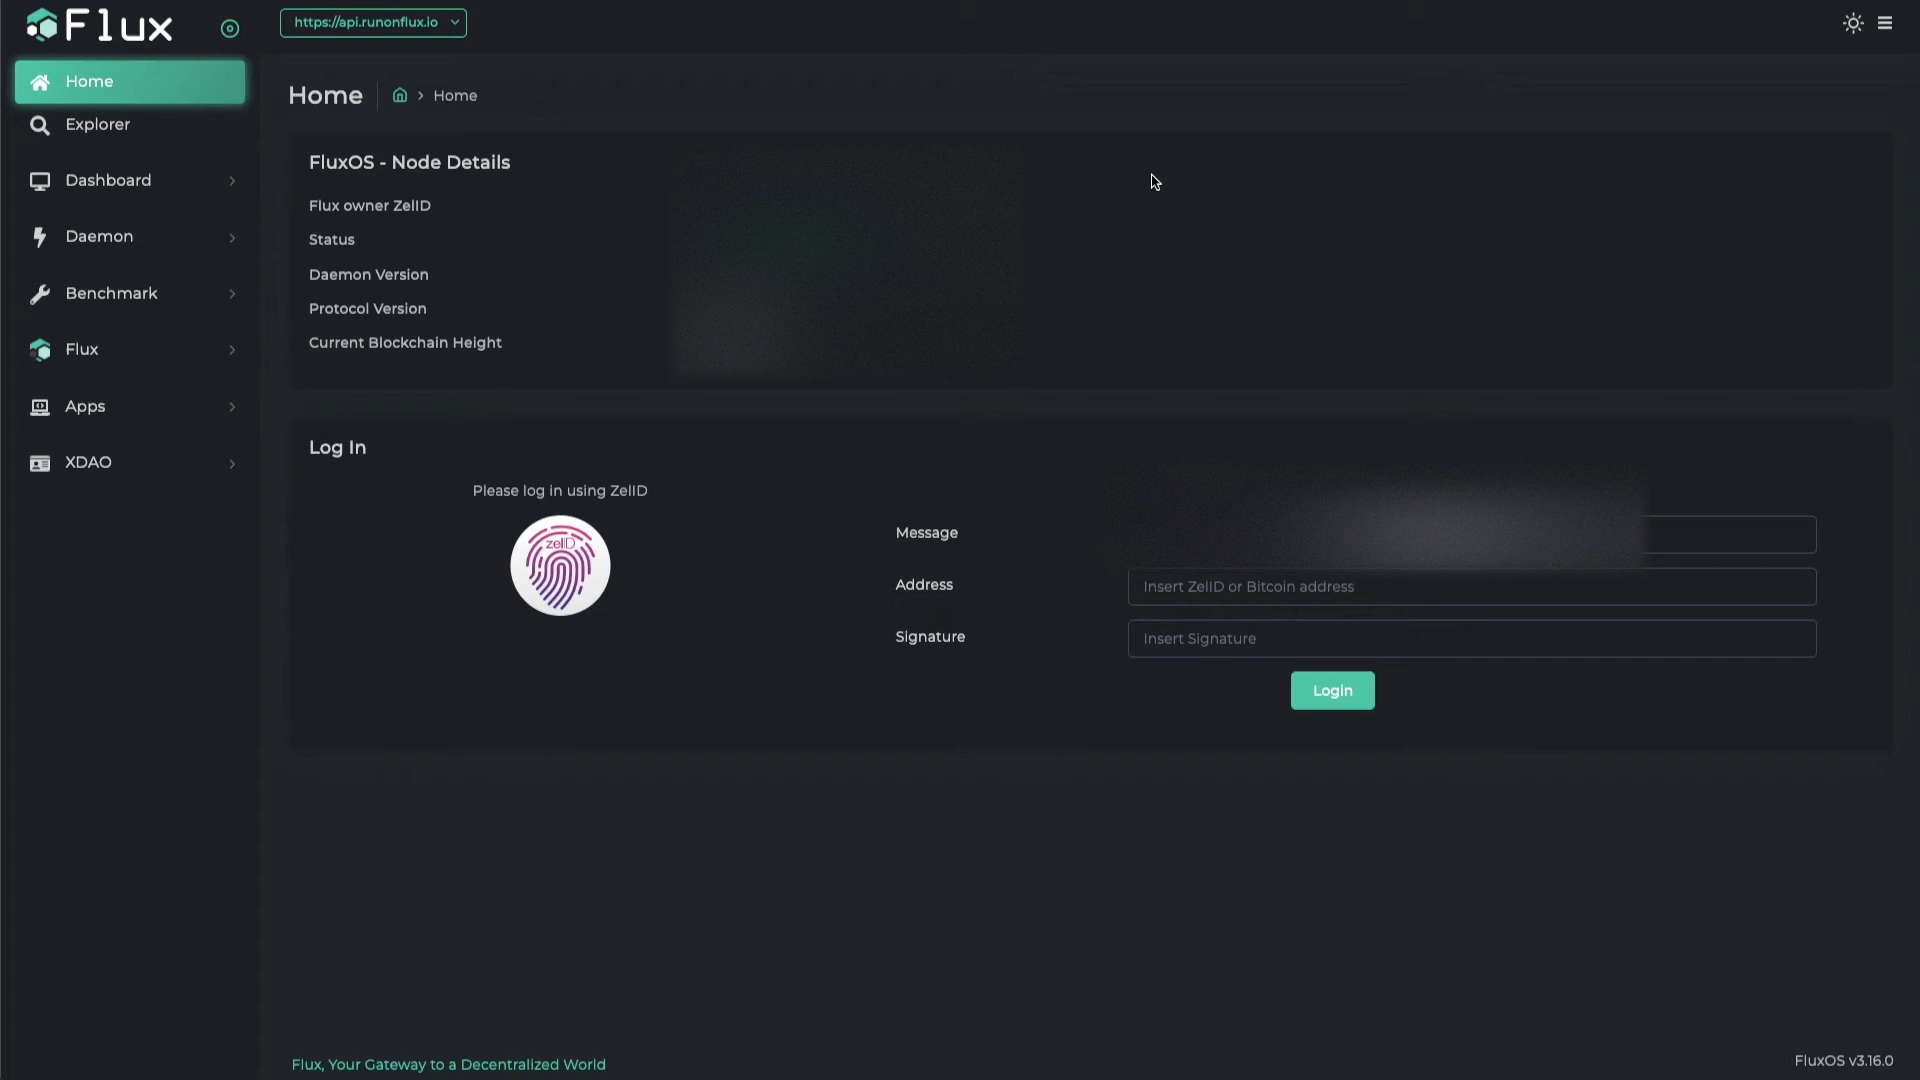 Flux
https://api.runonflux.io
Home
Explorer
Dashboard
Daemon
Benchmark
Flux
Apps
XDAO
Home
Home
FluxOS - Node Details
Flux owner ZelID
Status
Daemon Version
Protocol Version
Current Blockchain Height
Log In
Please log in using ZelID
zelID
Message
Address
Insert ZelID or Bitcoin address
Signature
Insert Signature
Login
Flux, Your Gateway to a Decentralized World
FluxOS v3.16.0